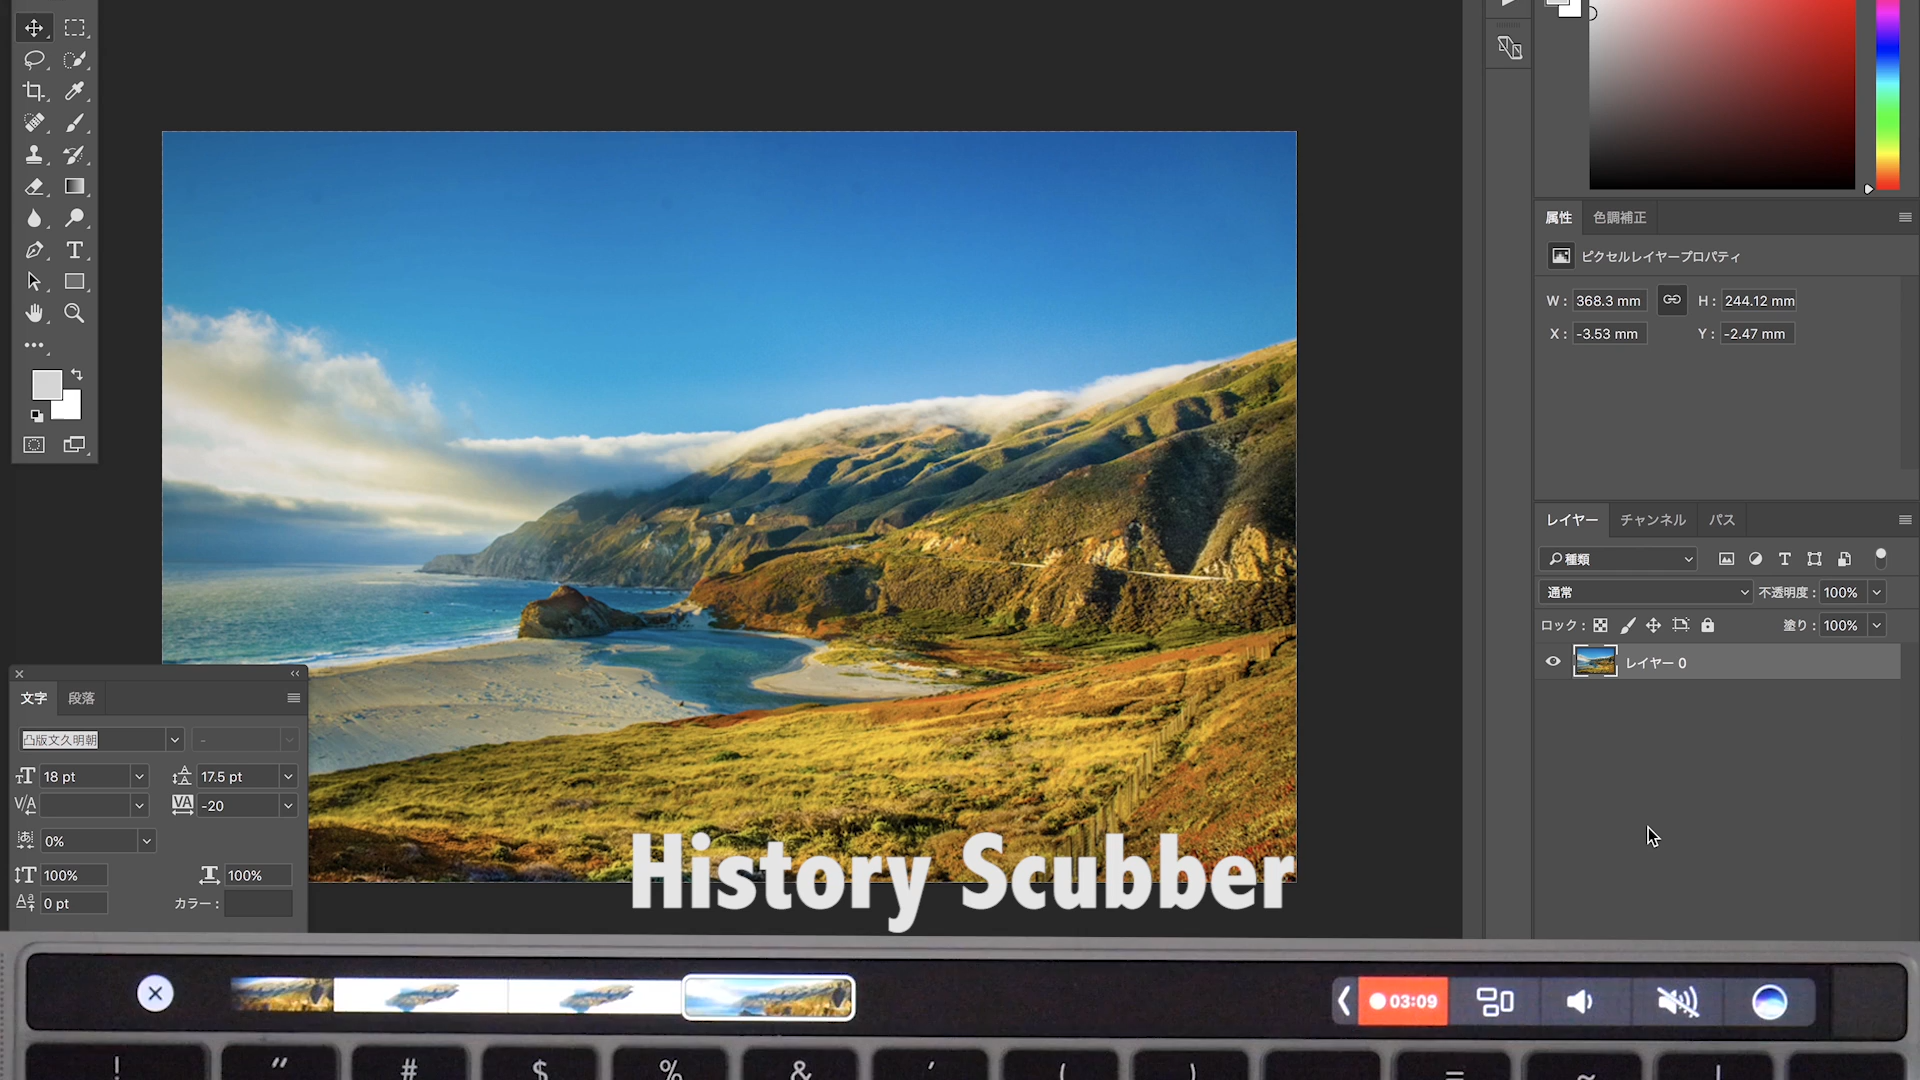 属性 色調補正
ピクセルレイヤープロパティ
W : 368.3 mm H : 244.12 mm
X : -3.53 mm Y : -2.47 mm
レイヤー チャンネル パス
種類
通常 不透明度 : 100%
ロック : 塗り : 100%
レイヤー 0
文字 段落
凸版文久明朝 -
18 pt 17.5 pt
-20
0%
100% 100%
0 pt カラー :
History Scubber
03:09
! " # $ % & ' ( ) = ~ |